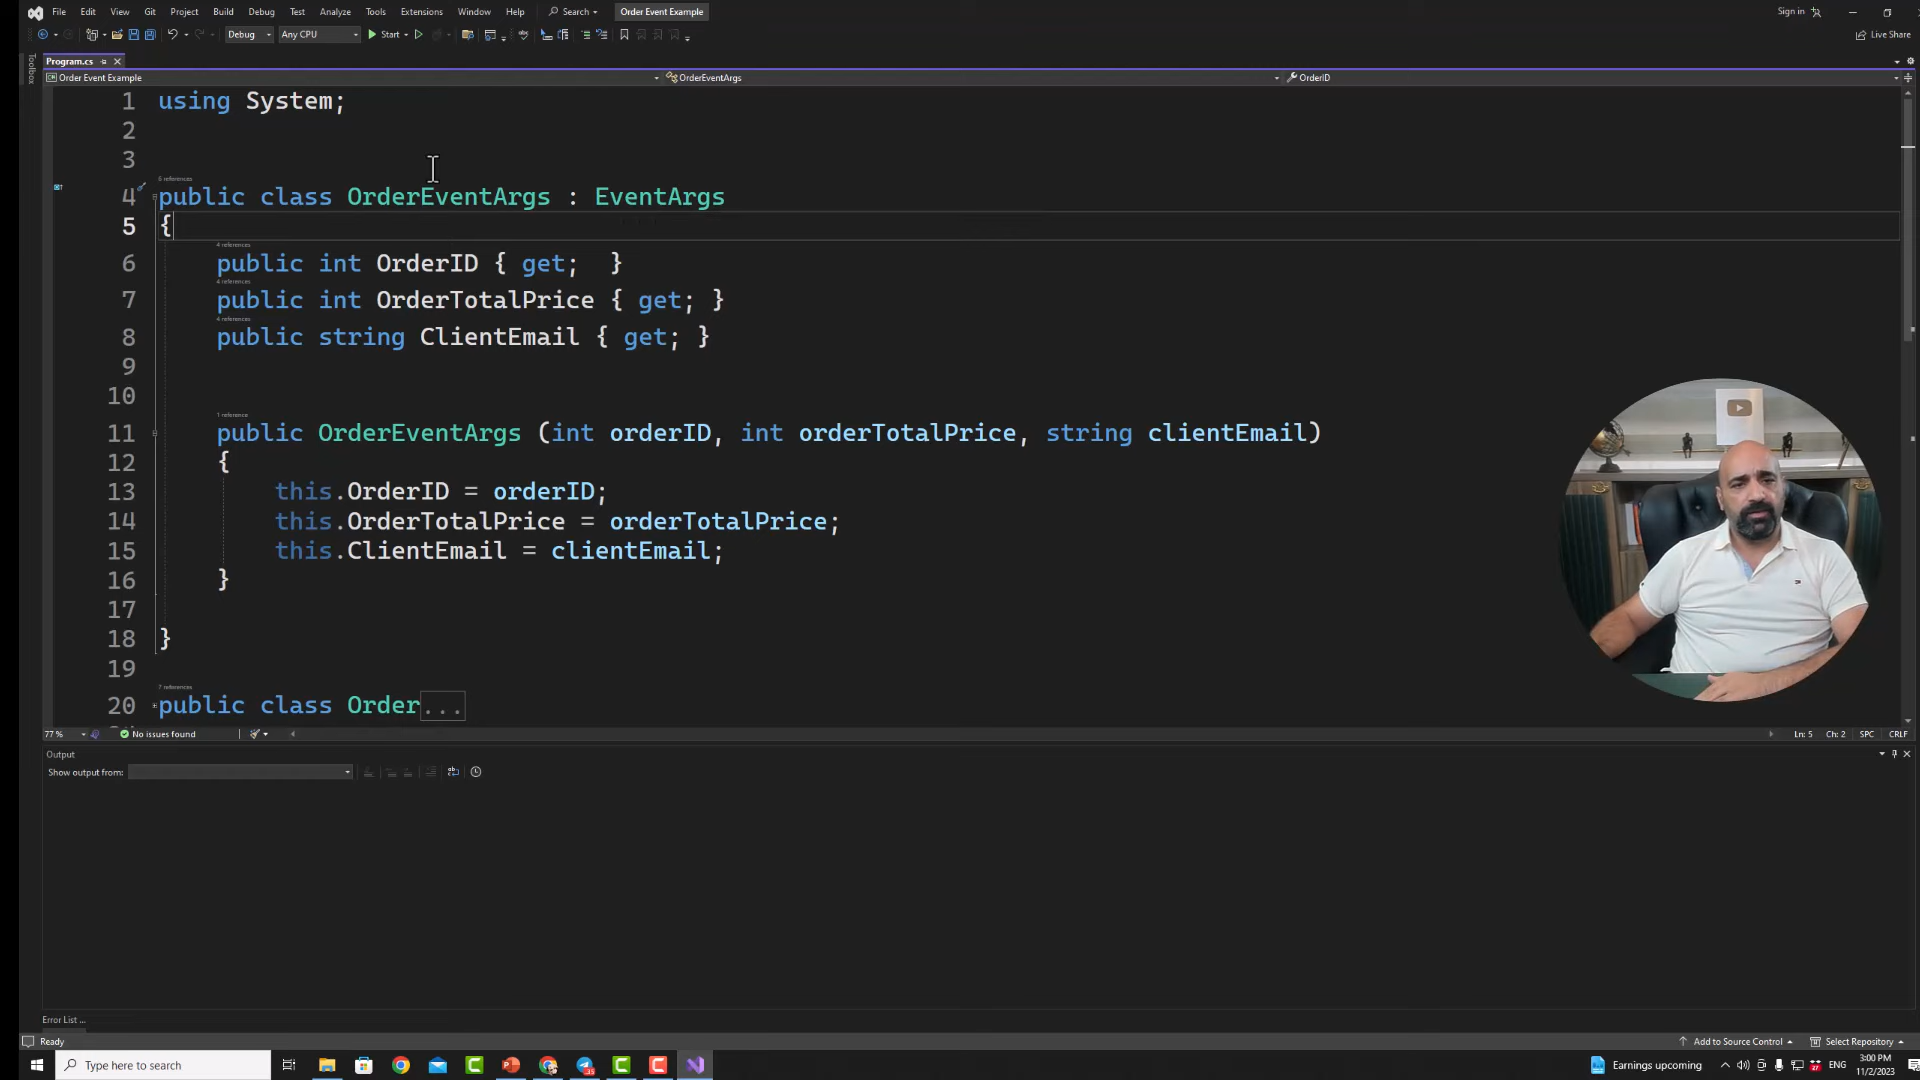 File Edit View Git Project Build Debug Test Analyze Tools Extensions Window Help Search Order Event Example Sign in
Debug Any CPU Start Live Share
Toolbox
Program.cs
Order Event Example OrderEventArgs OrderID
1 using System;
2
3
6 references
4 public class OrderEventArgs : EventArgs
5 {
4 references
6 public int OrderID { get;  }
4 references
7 public int OrderTotalPrice { get; }
4 references
8 public string ClientEmail { get; }
9
10
1 reference
11 public OrderEventArgs (int orderID, int orderTotalPrice, string clientEmail)
12 {
13 this.OrderID = orderID;
14 this.OrderTotalPrice = orderTotalPrice;
15 this.ClientEmail = clientEmail;
16 }
17
18 }
19
7 references
20 public class Order...
77 % No issues found Ln: 5 Ch: 2 SPC CRLF
Output
Show output from:
Error List ...
Ready Add to Source Control Select Repository
Type here to search Earnings upcoming ENG 3:00 PM
11/2/2023